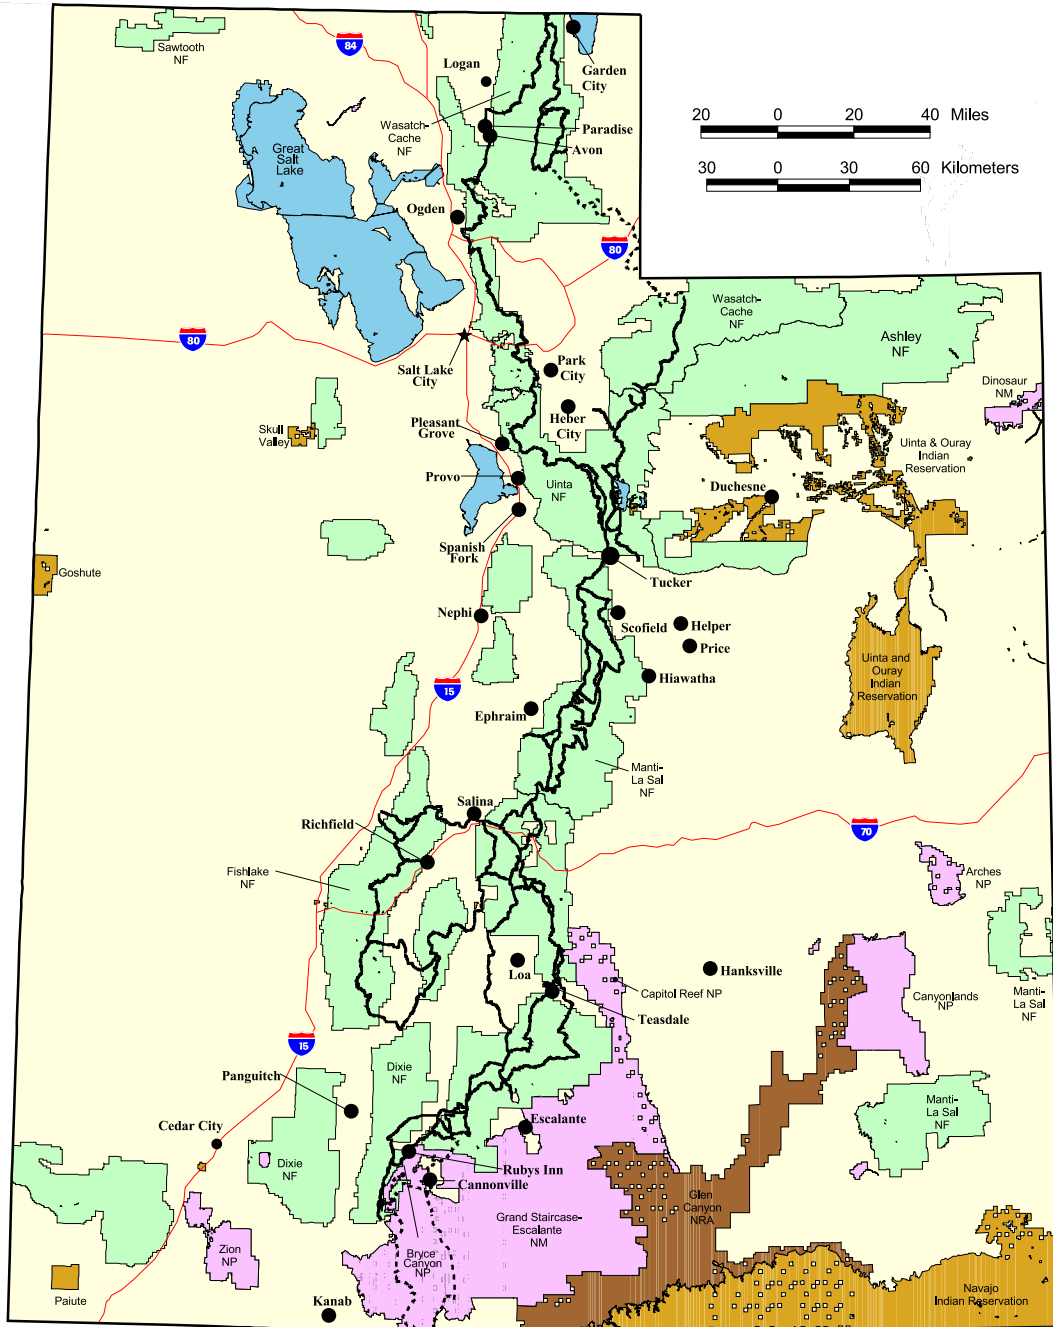 Sawtooth
NF
84
Logan
Garden
City
20 0 20 40 Miles
30 0 30 60 Kilometers
Wasatch-
Cache
NF
Paradise
Avon
Great
Salt
Lake
Ogden
80
Wasatch-
Cache
NF
80
Ashley
NF
Salt Lake
City
Park
City
Dinosaur
NM
Heber
City
Pleasant
Grove
Skull
Valley
Uinta & Ouray
Indian
Reservation
Provo
Uinta
NF
Duchesne
Spanish
Fork
Goshute
Tucker
Nephi
Scofield
Helper
Price
Uinta and
Ouray
Indian
Reservation
Hiawatha
15
Ephraim
Manti-
La Sal
NF
Salina
Richfield
70
Fishlake
NF
Arches
NP
Loa
Hanksville
Capitol Reef NP
Canyonlands
NP
Manti-
La Sal
NF
Teasdale
15
Dixie
NF
Panguitch
Manti-
La Sal
NF
Cedar City
Escalante
Dixie
NF
Rubys Inn
Cannonville
Glen
Canyon
NRA
Grand Staircase-
Escalante
NM
Zion
NP
Bryce
Canyon
NP
Paiute
Kanab
Navajo
Indian Reservation